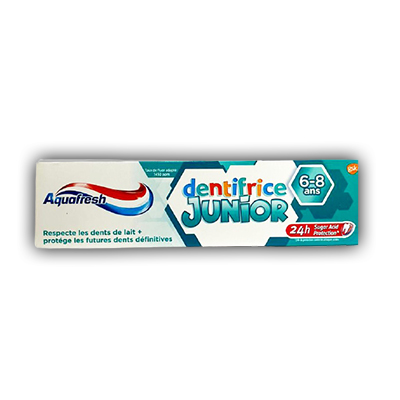 Aquafresh
Respecte les dents de lait +
protège les futures dents définitives
dentifrice
JUNIOR
6-8
ans
gsk
24h
Sugar Acid
Protection*